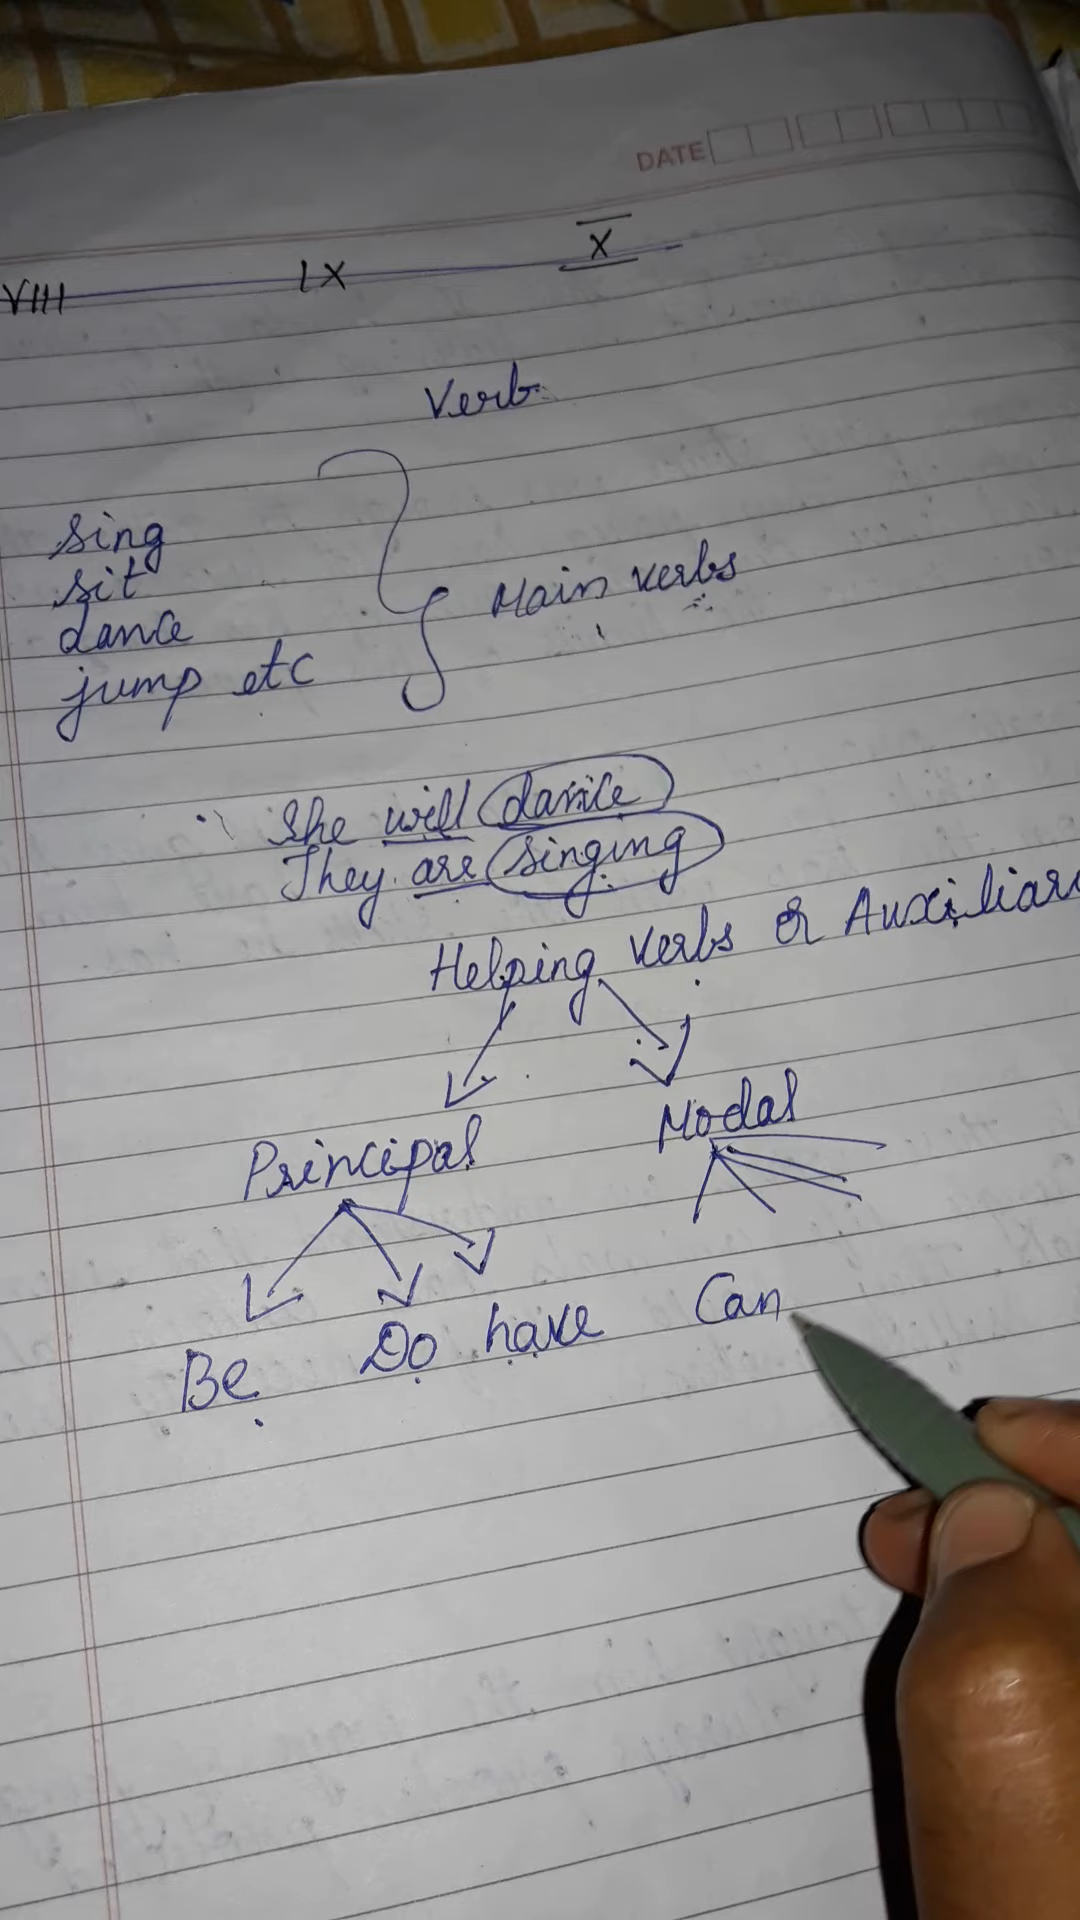 DATE
VIII IX X
Verb
sing
sit
dance
jump etc
Main verbs
She will dance
They are singing
Helping verbs or Auxiliar
Principal Modal
Be Do have Can